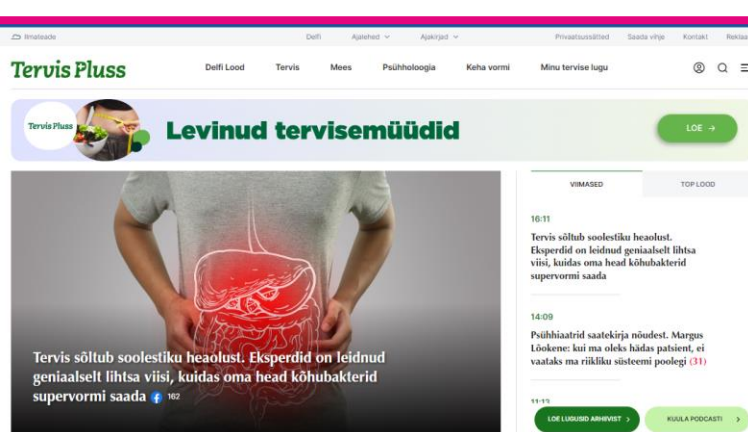 Ilmateade
Delfi
Ajalehed
Ajakirjad
Privaatsussätted
Saada vihje
Kontakt
Reklaa
Tervis Pluss
Delfi Lood
Tervis
Mees
Psühholoogia
Keha vormi
Minu tervise lugu
Tervis Pluss
Levinud tervisemüüdid
LOE →
VIIMASED
TOP LOOD
Tervis sõltub soolestiku heaolust. Eksperdid on leidnud
geniaalselt lihtsa viisi, kuidas oma head kõhubakterid
supervormi saada 162
16:11
Tervis sõltub soolestiku heaolust.
Eksperdid on leidnud geniaalselt lihtsa
viisi, kuidas oma head kõhubakterid
supervormi saada
14:09
Psühhiaatrid saatekirja nõudest. Margus
Lõokene: kui ma oleks hädas patsient, ei
vaataks ma riikliku süsteemi poolegi (31)
11:13
LOE LUGUSID ARHIIVIST >
KUULA PODCASTI >